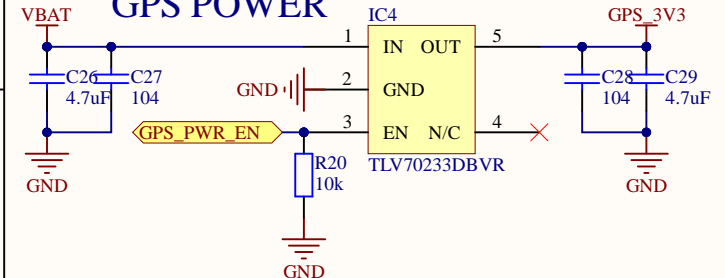 GPS POWER
VBAT
IC4
GPS_3V3
1 IN OUT 5
C26 4.7uF
C27 104
GND
2 GND
C28 104
C29 4.7uF
GPS_PWR_EN
3 EN N/C 4
TLV70233DBVR
R20
10k
GND
GND
GND